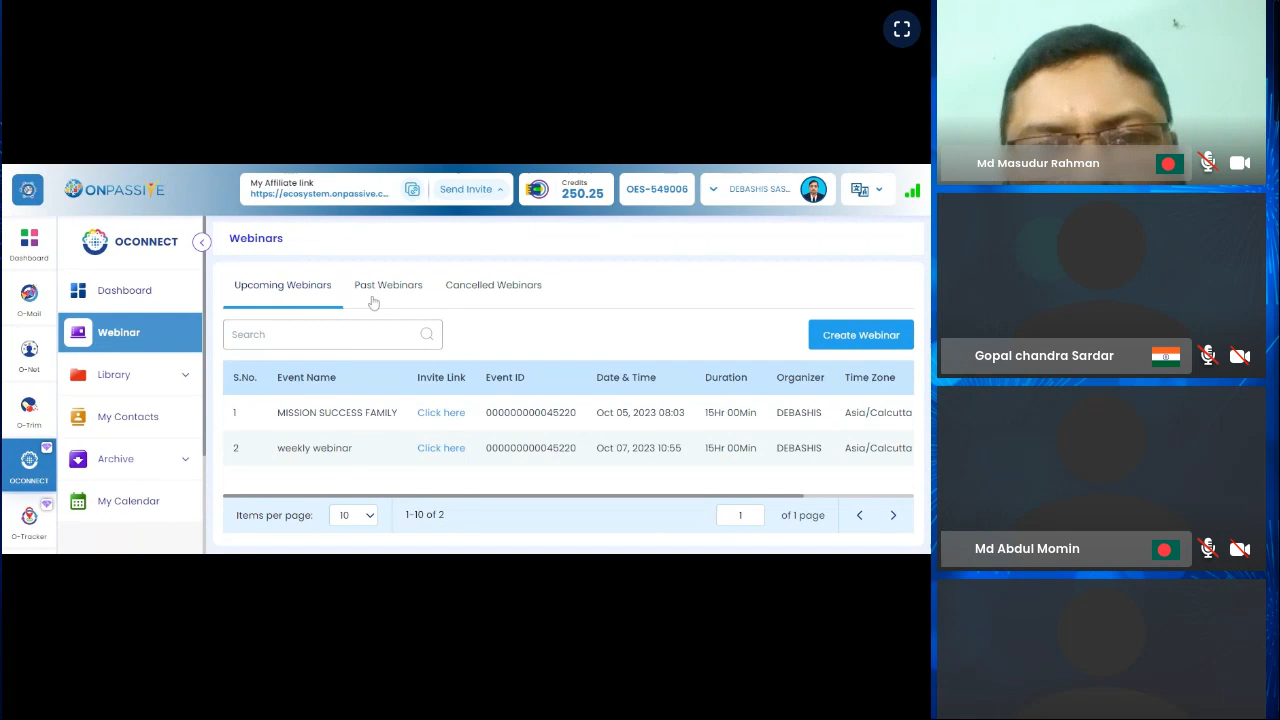 ONPASSIVE
My Affiliate link
https://ecosystem.onpassive.c...
Send Invite
Credits
250.25
OES-549006
DEBASHIS SAS...
Dashboard
O-Mail
O-Net
O-Trim
OCONNECT
O-Tracker
OCONNECT
Dashboard
Webinar
Library
My Contacts
Archive
My Calendar
Webinars
Upcoming Webinars Past Webinars Cancelled Webinars
Search
Create Webinar
S.No. Event Name Invite Link Event ID Date & Time Duration Organizer Time Zone
1 MISSION SUCCESS FAMILY Click here 000000000045220 Oct 05, 2023 08:03 15Hr 00Min DEBASHIS Asia/Calcutta
2 weekly webinar Click here 000000000045220 Oct 07, 2023 10:55 15Hr 00Min DEBASHIS Asia/Calcutta
Items per page: 10 1-10 of 2 1 of 1 page
Md Masudur Rahman
Gopal chandra Sardar
Md Abdul Momin